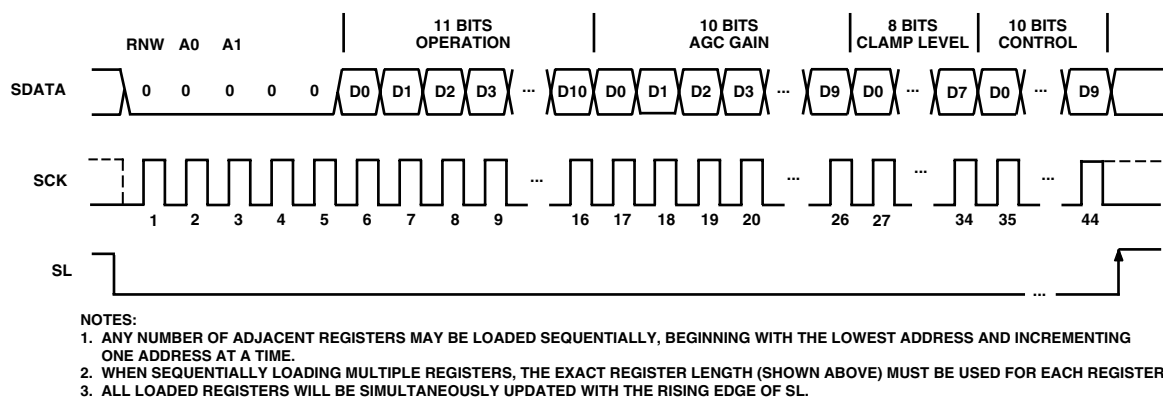 11 BITS OPERATION
10 BITS AGC GAIN
8 BITS CLAMP LEVEL
10 BITS CONTROL
RNW A0 A1
SDATA 0 0 0 0 0 D0 D1 D2 D3 ... D10 D0 D1 D2 D3 ... D9 D0 ... D7 D0 ... D9
SCK ... ... ... ...
1 2 3 4 5 6 7 8 9 16 17 18 19 20 26 27 34 35 44
SL ...
NOTES:
1. ANY NUMBER OF ADJACENT REGISTERS MAY BE LOADED SEQUENTIALLY, BEGINNING WITH THE LOWEST ADDRESS AND INCREMENTING
ONE ADDRESS AT A TIME.
2. WHEN SEQUENTIALLY LOADING MULTIPLE REGISTERS, THE EXACT REGISTER LENGTH (SHOWN ABOVE) MUST BE USED FOR EACH REGISTER
3. ALL LOADED REGISTERS WILL BE SIMULTANEOUSLY UPDATED WITH THE RISING EDGE OF SL.